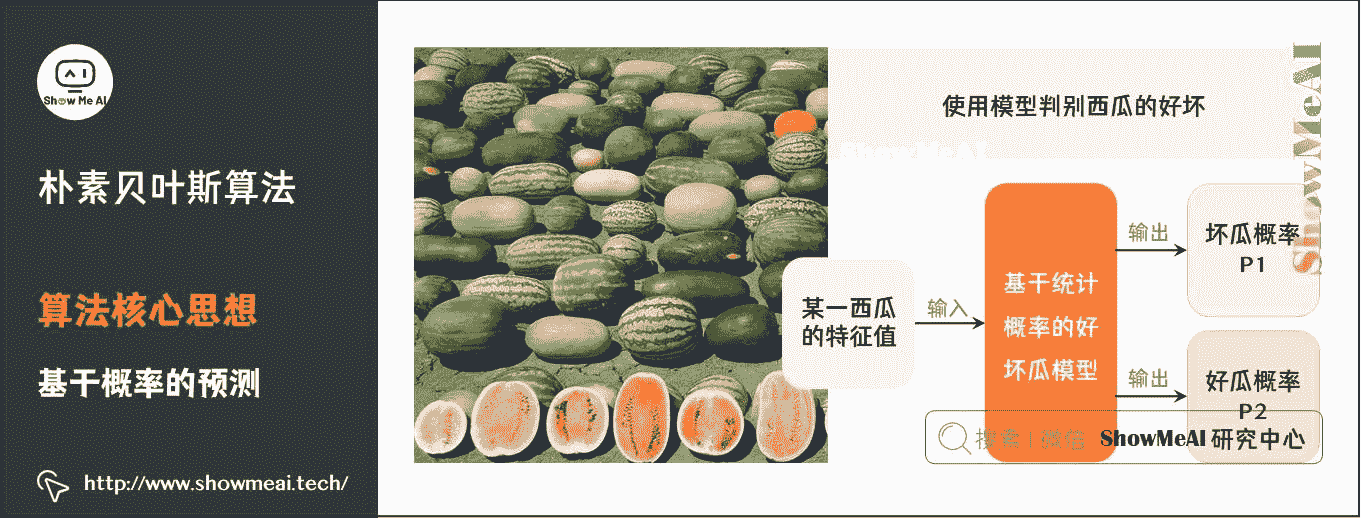 Show Me AI
朴素贝叶斯算法
算法核心思想
基于概率的预测
http://www.showmeai.tech/
使用模型判别西瓜的好坏
ShowMeAI
ShowMeAI
某一西瓜
的特征值
输入
基于统计
概率的好
坏瓜模型
输出
坏瓜概率
P1
输出
好瓜概率
P2
搜索 | 微信 ShowMeAI 研究中心